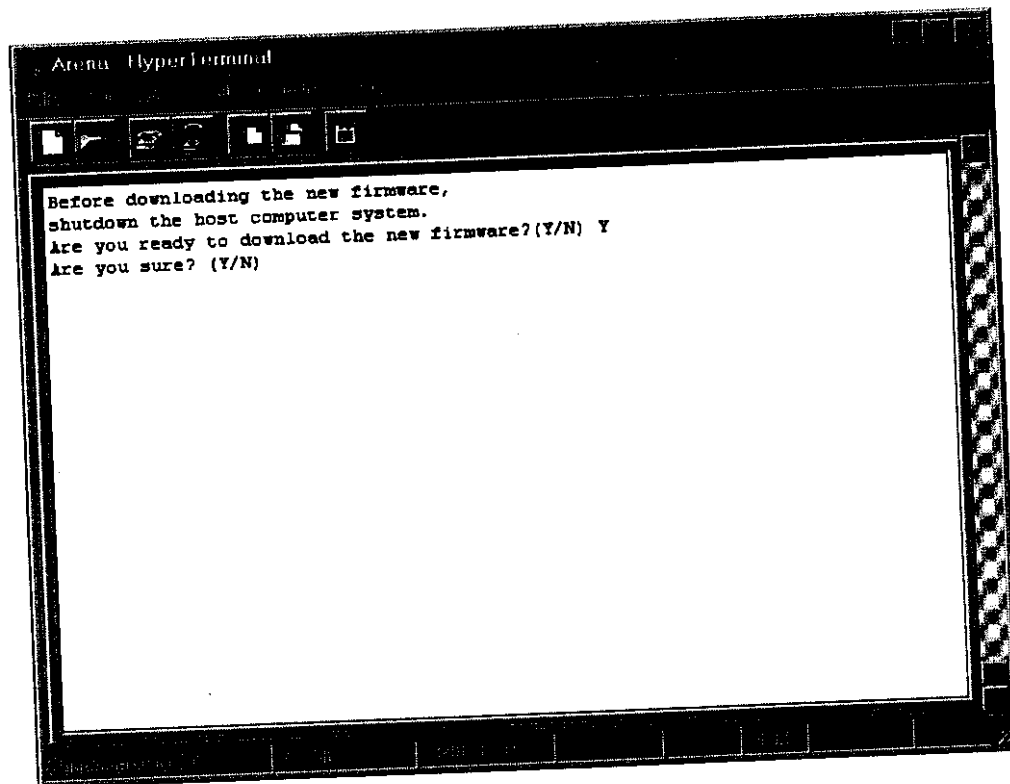 Arena HyperTerminal
Before downloading the new firmware,
shutdown the host computer system.
Are you ready to download the new firmware?(Y/N) Y
Are you sure? (Y/N)